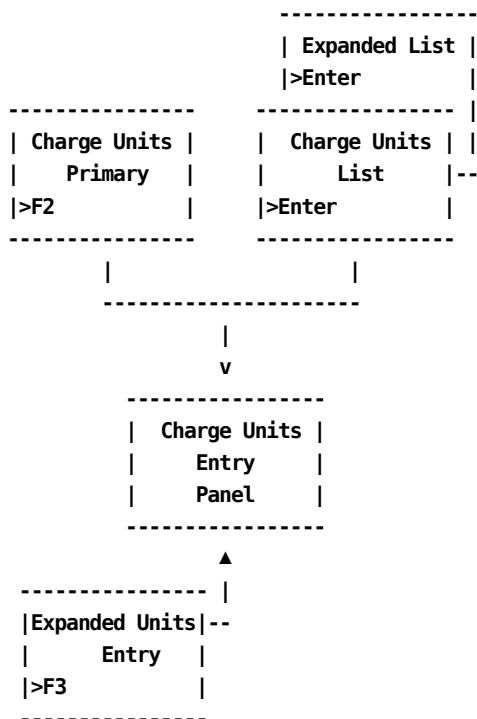 Expanded List
>Enter
Charge Units Charge Units
Primary List
>F2 >Enter
v
Charge Units
Entry
Panel
Expanded Units
Entry
>F3